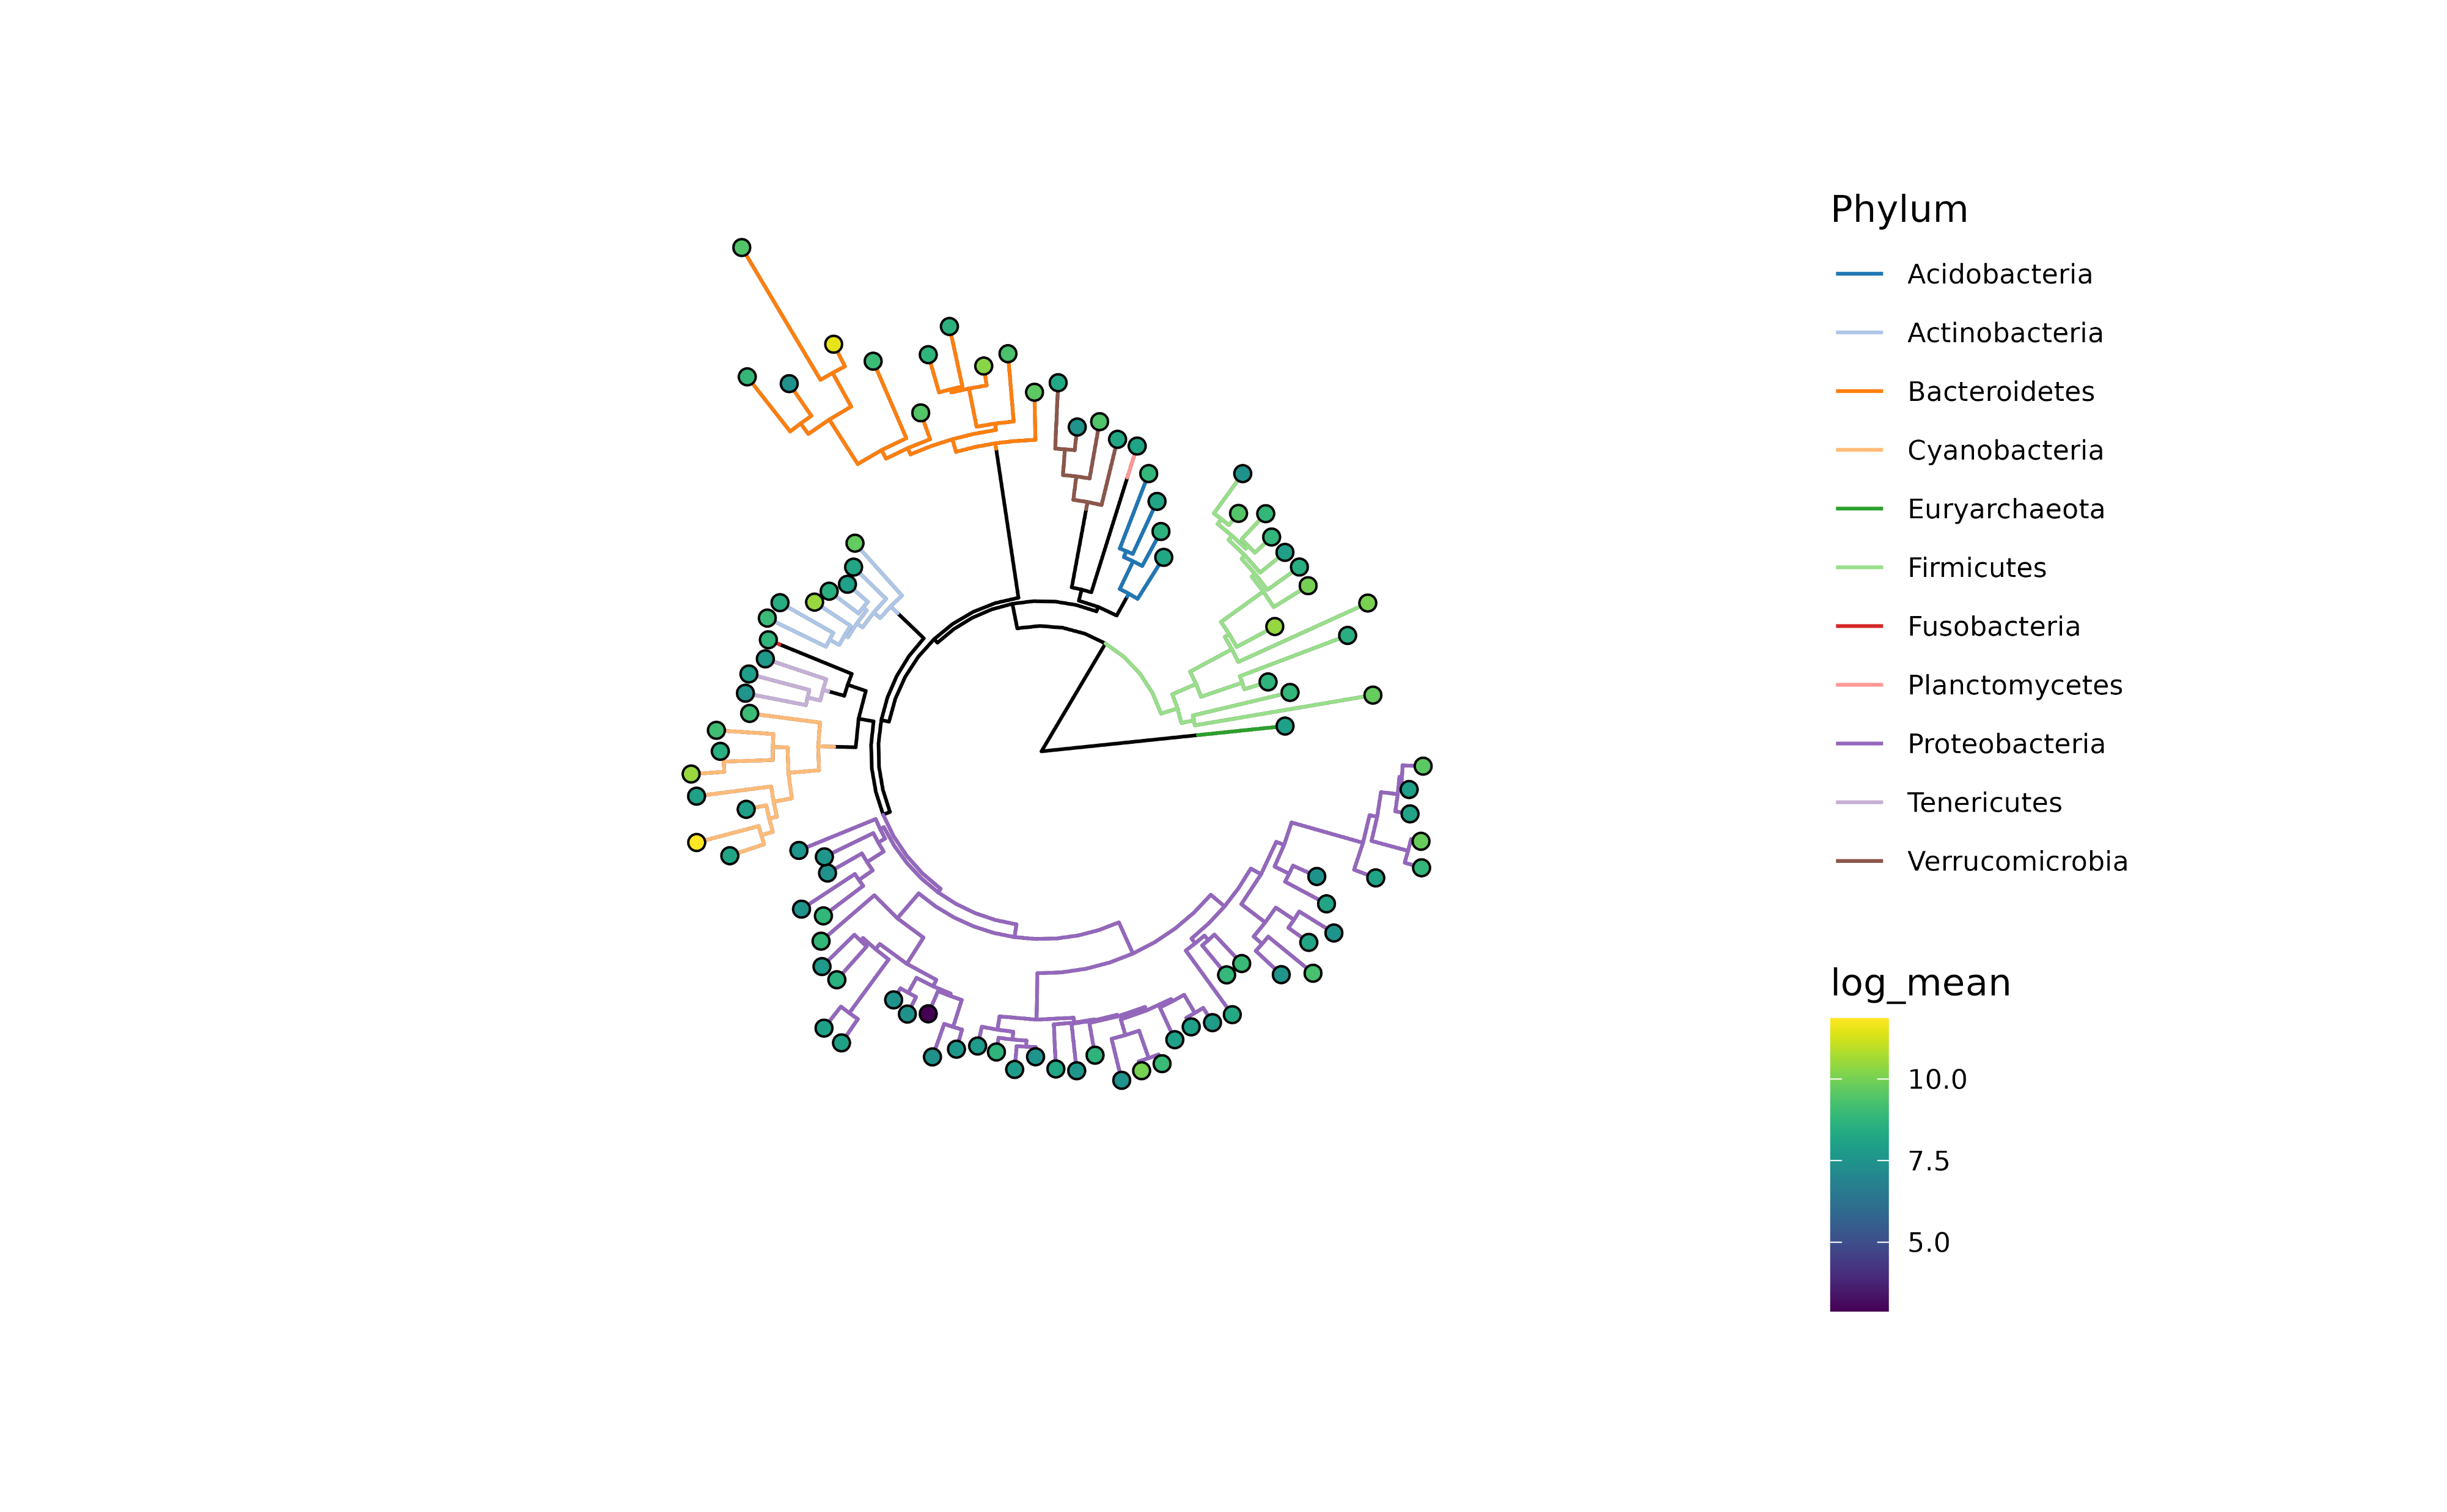 Phylum
Acidobacteria
Actinobacteria
Bacteroidetes
Cyanobacteria
Euryarchaeota
Firmicutes
Fusobacteria
Planctomycetes
Proteobacteria
Tenericutes
Verrucomicrobia
log_mean
10.0
7.5
5.0